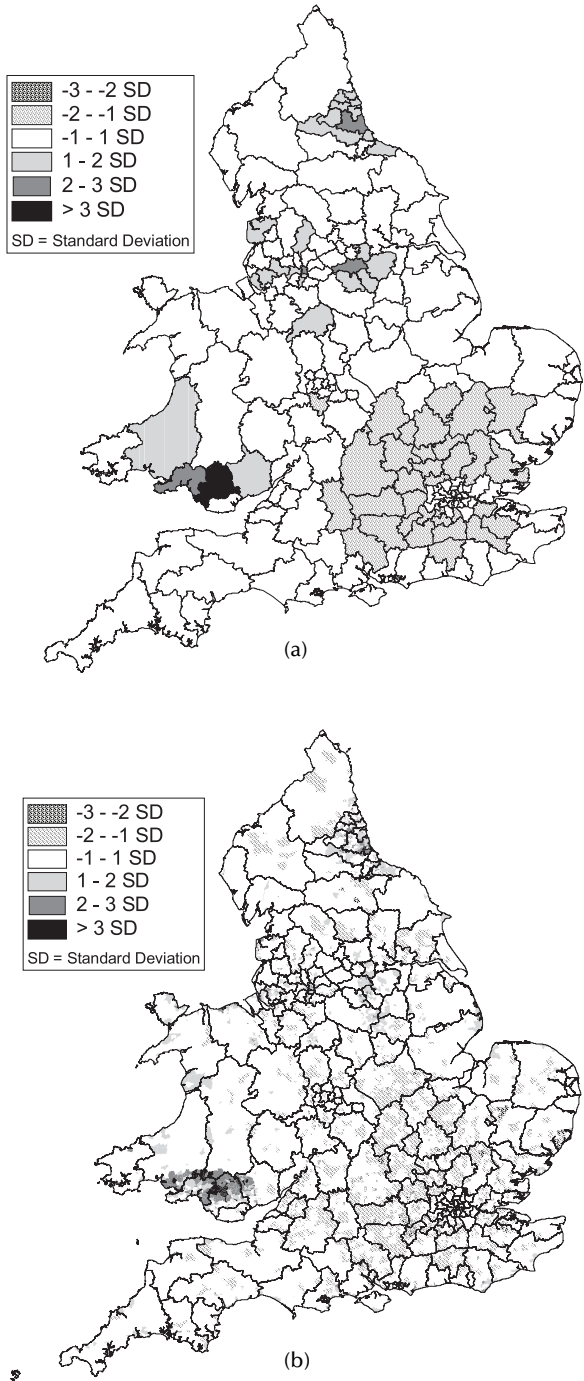 -3 - -2 SD
-2 - -1 SD
-1 - 1 SD
1 - 2 SD
2 - 3 SD
> 3 SD
SD = Standard Deviation
(a)
-3 - -2 SD
-2 - -1 SD
-1 - 1 SD
1 - 2 SD
2 - 3 SD
> 3 SD
SD = Standard Deviation
(b)